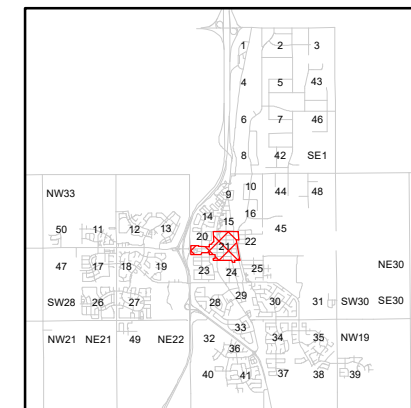 1 2 3
4 5 43
6 7 46
8 42 SE1
NW33 9 10 44 48
14 15 16
50 11 12 13 20 21 22 45
47 17 18 19 23 24 25 NE30
SW28 26 27 28 29 30 31 SW30 SE30
33
NW21 NE21 49 NE22 32 34 35 NW19
36
40 41 37 38 39